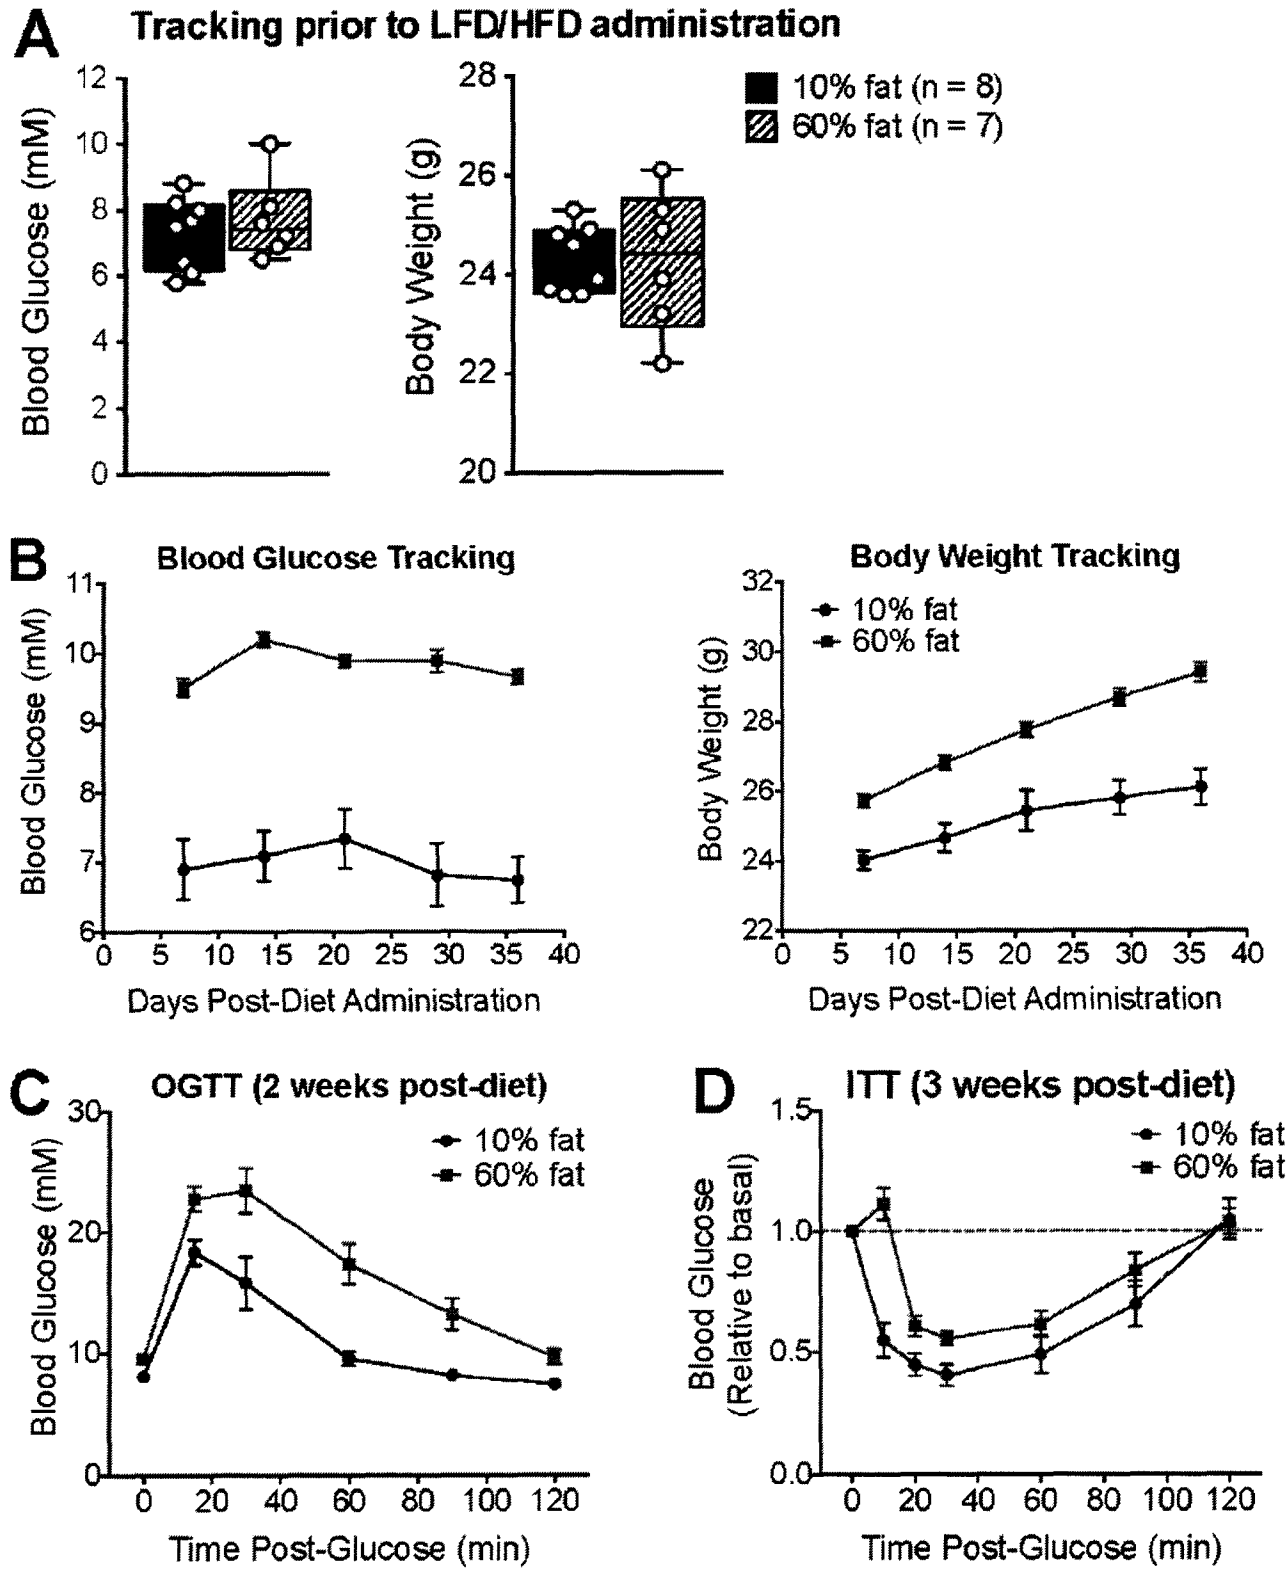 A
Tracking prior to LFD/HFD administration
Blood Glucose (mM)
12
10
8
6
4
2
0
Body Weight (g)
28
26
24
22
20
10% fat (n = 8)
60% fat (n = 7)
B
Blood Glucose Tracking
Blood Glucose (mM)
11
10
9
8
7
6
0 5 10 15 20 25 30 35 40
Days Post-Diet Administration
Body Weight Tracking
10% fat
60% fat
Body Weight (g)
32
30
28
26
24
22
0 5 10 15 20 25 30 35 40
Days Post-Diet Administration
C
OGTT (2 weeks post-diet)
10% fat
60% fat
Blood Glucose (mM)
30
20
10
0
0 20 40 60 80 100 120
Time Post-Glucose (min)
D
ITT (3 weeks post-diet)
10% fat
60% fat
Blood Glucose
(Relative to basal)
1.5
1.0
0.5
0.0
0 20 40 60 80 100 120
Time Post-Glucose (min)